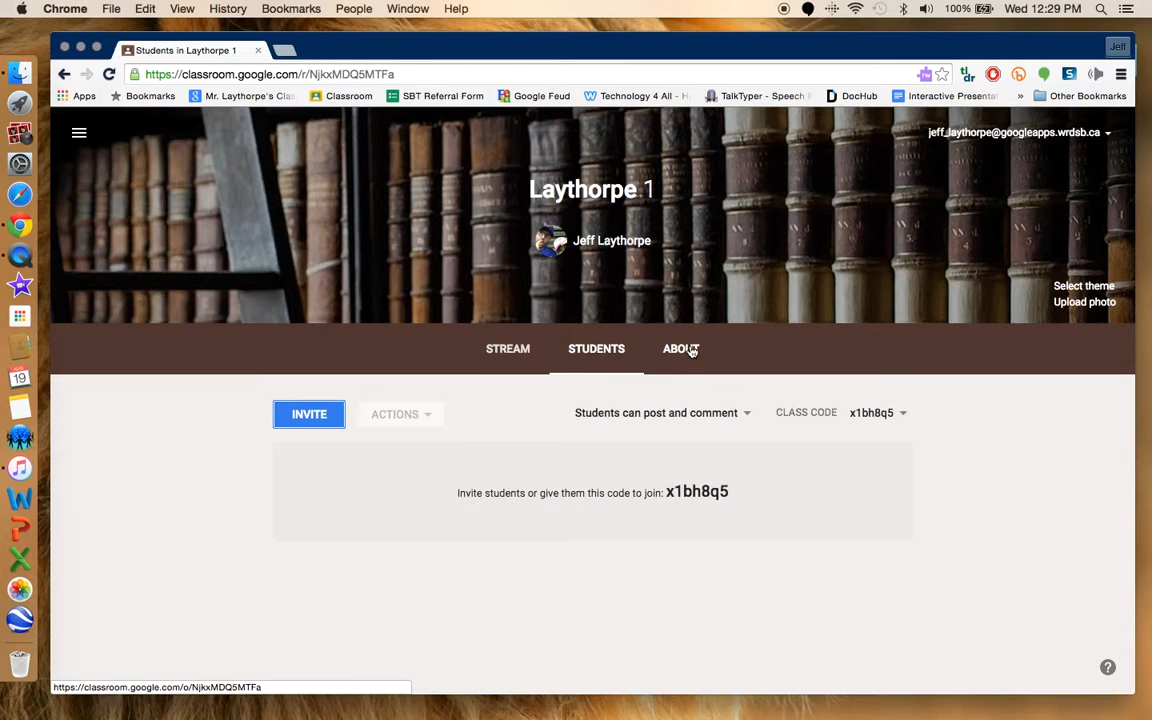 Chrome File Edit View History Bookmarks People Window Help 100% Wed 12:29 PM
Students in Laythorpe 1 Jeff
https://classroom.google.com/r/NjkxMDQ5MTFa tldr S
Apps Bookmarks Mr. Laythorpe's Clas Classroom SBT Referral Form Google Feud Technology 4 All - H TalkTyper - Speech DocHub Interactive Presenta » Other Bookmarks
jeff_laythorpe@googleapps.wrdsb.ca
Laythorpe 1
Jeff Laythorpe
Select theme
Upload photo
STREAM STUDENTS ABOUT
INVITE ACTIONS Students can post and comment CLASS CODE x1bh8q5
Invite students or give them this code to join: x1bh8q5
AUG
19
?
https://classroom.google.com/o/NjkxMDQ5MTFa